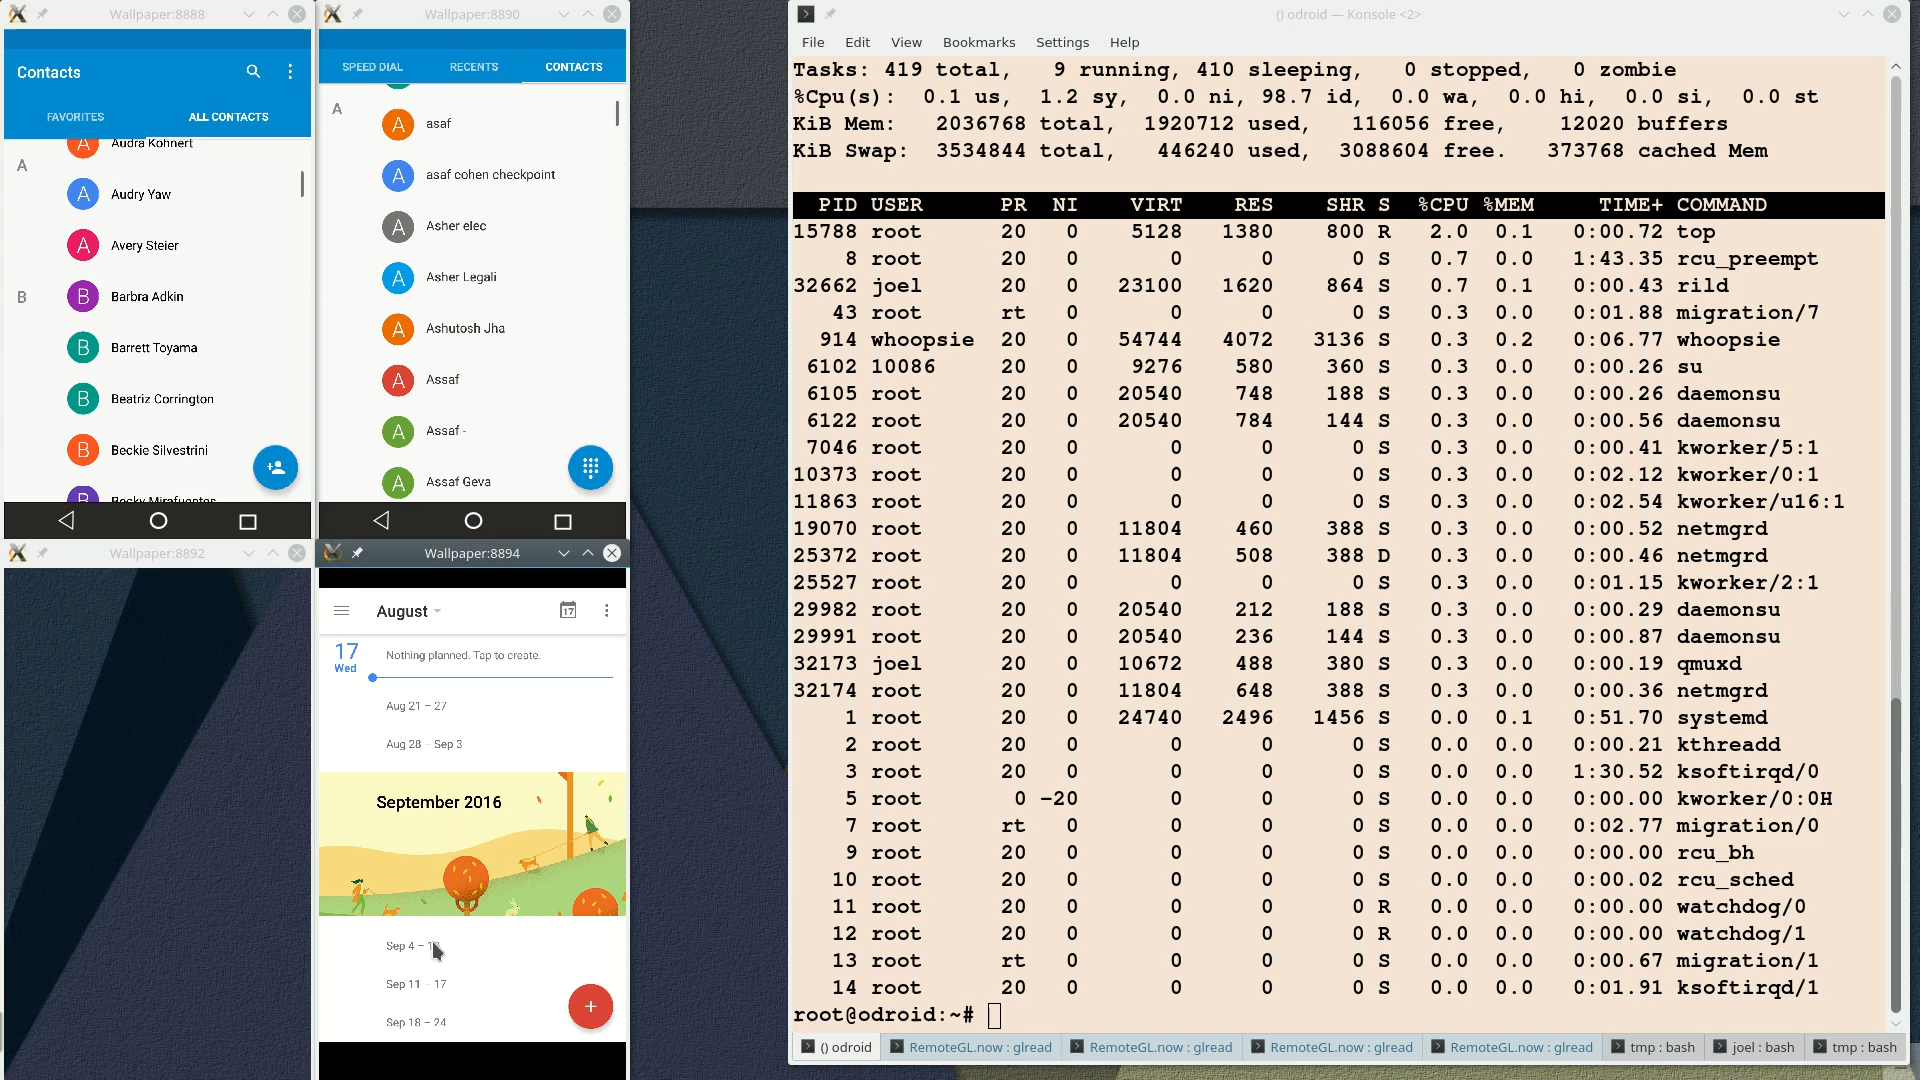 Wallpaper:8888
Contacts
FAVORITES
ALL CONTACTS
Audra Kohnert
A
A
A Audry Yaw
A Avery Steier
B
B Barbra Adkin
B Barrett Toyama
B Beatriz Corrington
B Beckie Silvestrini
B Becky Mirafuentes
Wallpaper:8890
SPEED DIAL
RECENTS
CONTACTS
A
A asaf
A asaf cohen checkpoint
A Asher elec
A Asher Legali
A Ashutosh Jha
A Assaf
A Assaf -
A Assaf Geva
Wallpaper:8892
Wallpaper:8894
August
17
17
Wed
Nothing planned. Tap to create.
Aug 21 – 27
Aug 28 – Sep 3
September 2016
Sep 4 –
Sep 11 – 17
Sep 18 – 24
() odroid — Konsole <2>
File Edit View Bookmarks Settings Help
Tasks: 419 total, 9 running, 410 sleeping, 0 stopped, 0 zombie
%Cpu(s): 0.1 us, 1.2 sy, 0.0 ni, 98.7 id, 0.0 wa, 0.0 hi, 0.0 si, 0.0 st
KiB Mem: 2036768 total, 1920712 used, 116056 free, 12020 buffers
KiB Swap: 3534844 total, 446240 used, 3088604 free. 373768 cached Mem
PID USER PR NI VIRT RES SHR S %CPU %MEM TIME+ COMMAND
15788 root 20 0 5128 1380 800 R 2.0 0.1 0:00.72 top
8 root 20 0 0 0 0 S 0.7 0.0 1:43.35 rcu_preempt
32662 joel 20 0 23100 1620 864 S 0.7 0.1 0:00.43 rild
43 root rt 0 0 0 0 S 0.3 0.0 0:01.88 migration/7
914 whoopsie 20 0 54744 4072 3136 S 0.3 0.2 0:06.77 whoopsie
6102 10086 20 0 9276 580 360 S 0.3 0.0 0:00.26 su
6105 root 20 0 20540 748 188 S 0.3 0.0 0:00.26 daemonsu
6122 root 20 0 20540 784 144 S 0.3 0.0 0:00.56 daemonsu
7046 root 20 0 0 0 0 S 0.3 0.0 0:00.41 kworker/5:1
10373 root 20 0 0 0 0 S 0.3 0.0 0:02.12 kworker/0:1
11863 root 20 0 0 0 0 S 0.3 0.0 0:02.54 kworker/u16:1
19070 root 20 0 11804 460 388 S 0.3 0.0 0:00.52 netmgrd
25372 root 20 0 11804 508 388 D 0.3 0.0 0:00.46 netmgrd
25527 root 20 0 0 0 0 S 0.3 0.0 0:01.15 kworker/2:1
29982 root 20 0 20540 212 188 S 0.3 0.0 0:00.29 daemonsu
29991 root 20 0 20540 236 144 S 0.3 0.0 0:00.87 daemonsu
32173 joel 20 0 10672 488 380 S 0.3 0.0 0:00.19 qmuxd
32174 root 20 0 11804 648 388 S 0.3 0.0 0:00.36 netmgrd
1 root 20 0 24740 2496 1456 S 0.0 0.1 0:51.70 systemd
2 root 20 0 0 0 0 S 0.0 0.0 0:00.21 kthreadd
3 root 20 0 0 0 0 S 0.0 0.0 1:30.52 ksoftirqd/0
5 root 0 -20 0 0 0 S 0.0 0.0 0:00.00 kworker/0:0H
7 root rt 0 0 0 0 S 0.0 0.0 0:02.77 migration/0
9 root 20 0 0 0 0 S 0.0 0.0 0:00.00 rcu_bh
10 root 20 0 0 0 0 S 0.0 0.0 0:00.02 rcu_sched
11 root 20 0 0 0 0 R 0.0 0.0 0:00.00 watchdog/0
12 root 20 0 0 0 0 R 0.0 0.0 0:00.00 watchdog/1
13 root rt 0 0 0 0 S 0.0 0.0 0:00.67 migration/1
14 root 20 0 0 0 0 S 0.0 0.0 0:01.91 ksoftirqd/1
root@odroid:~#
() odroid RemoteGL.now : glread RemoteGL.now : glread RemoteGL.now : glread RemoteGL.now : glread tmp : bash joel : bash tmp : bash